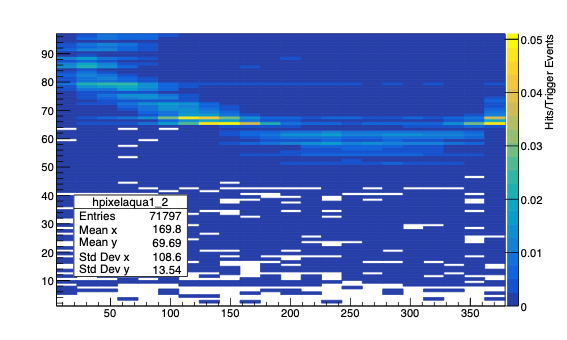 0.05
Hits/Trigger Events
90
80
0.04
70
60
0.03
50
40
hpixelaqua1_2
0.02
Entries 71797
30
Mean x 169.8
Mean y 69.69
20
Std Dev x 108.6
0.01
Std Dev y 13.54
10
0
50 100 150 200 250 300 350